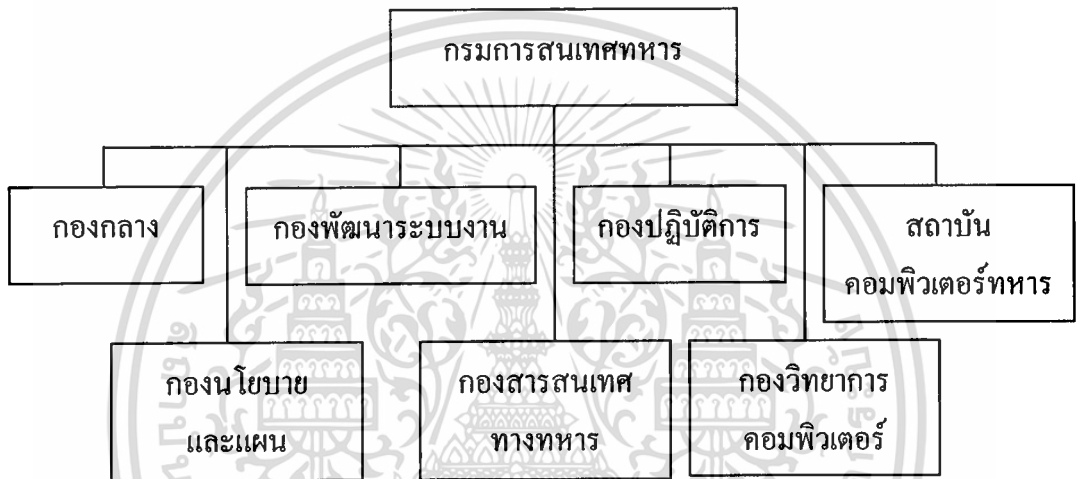 กรมการสนเทศทหาร
กองกลาง
กองพัฒนาระบบงาน
กองปฏิบัติการ
สถาบัน
คอมพิวเตอร์ทหาร
กองนโยบาย
และแผน
กองสารสนเทศ
ทางทหาร
กองวิทยาการ
คอมพิวเตอร์